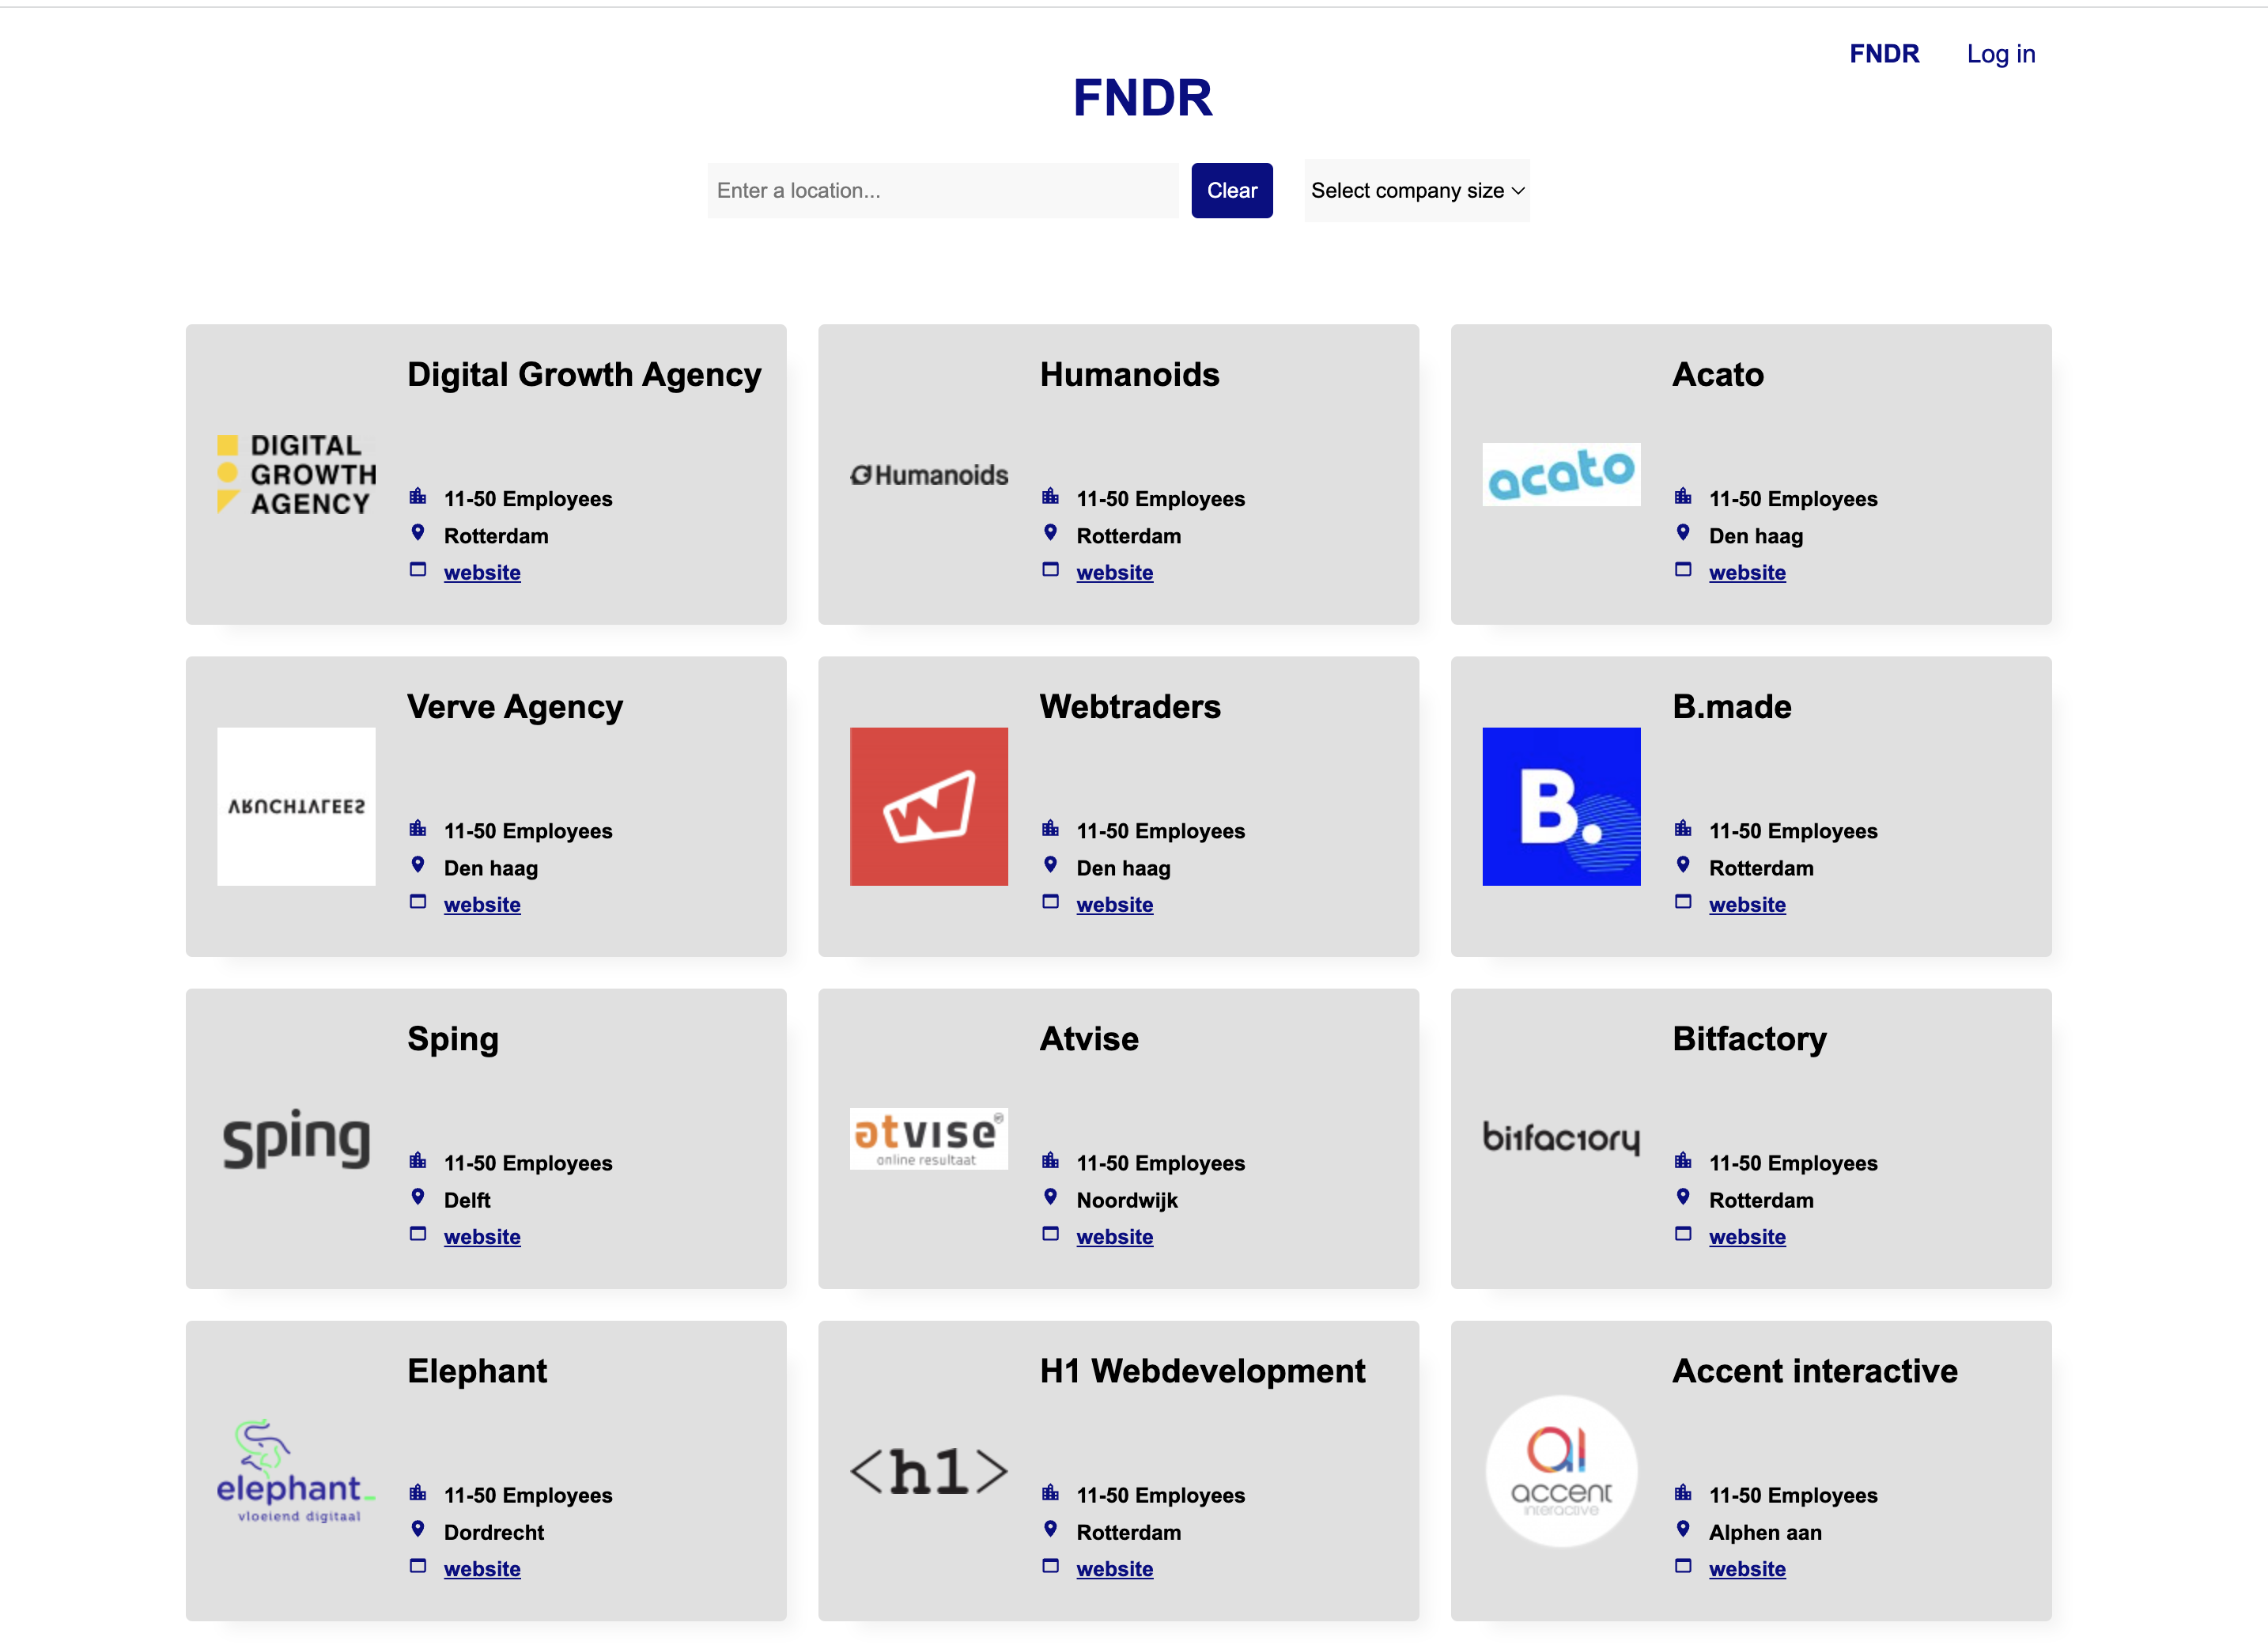 FNDR Log in
FNDR
Enter a location... Clear Select company size
Digital Growth Agency
DIGITAL
GROWTH
AGENCY
11-50 Employees
Rotterdam
website
Humanoids
Humanoids
11-50 Employees
Rotterdam
website
Acato
acato
11-50 Employees
Den haag
website
Verve Agency
11-50 Employees
Den haag
website
Webtraders
W
11-50 Employees
Den haag
website
B.made
B.
11-50 Employees
Rotterdam
website
Sping
sping
11-50 Employees
Delft
website
Atvise
atvise®
online resultaat
11-50 Employees
Noordwijk
website
Bitfactory
bitfactory
11-50 Employees
Rotterdam
website
Elephant
elephant_
vloeiend digitaal
11-50 Employees
Dordrecht
website
H1 Webdevelopment
<h1>
11-50 Employees
Rotterdam
website
Accent interactive
ai
accent
interactive
11-50 Employees
Alphen aan
website